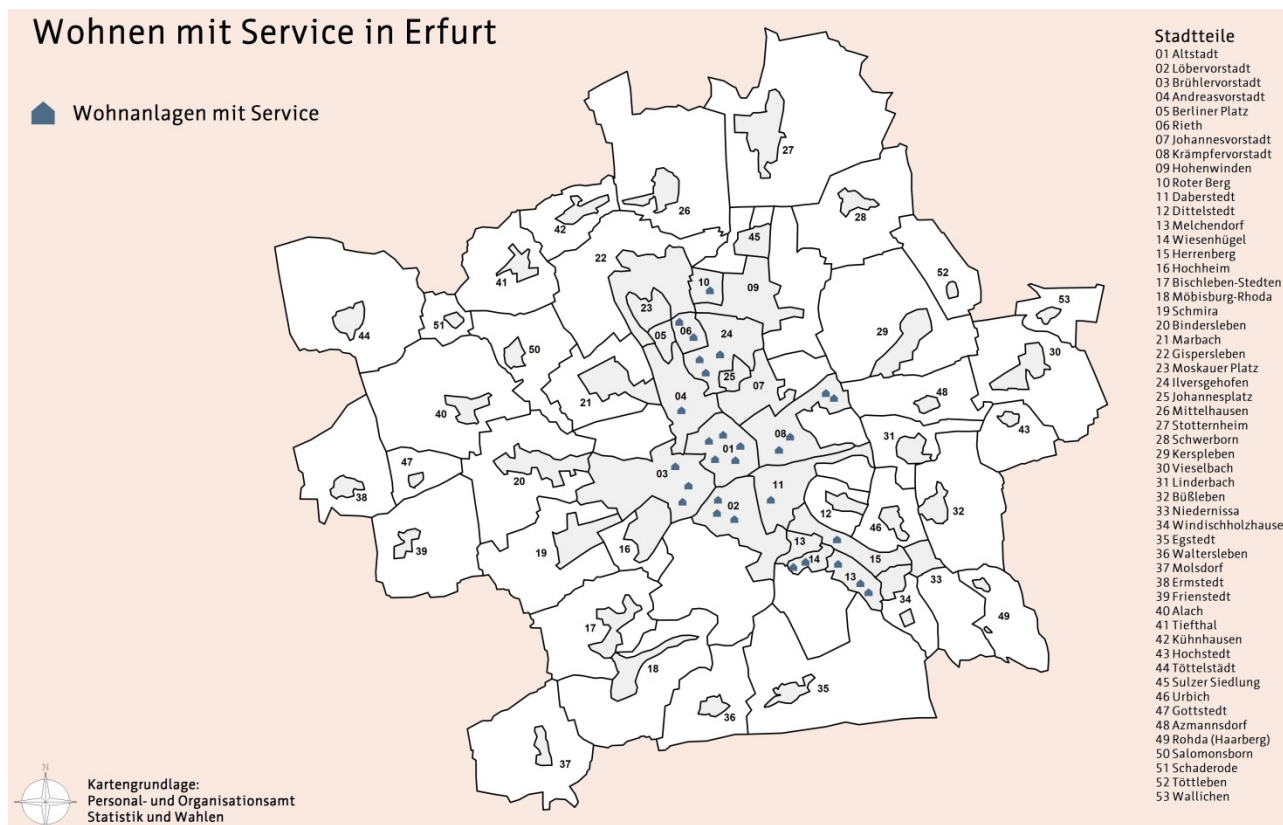 Wohnen mit Service in Erfurt
Wohnanlagen mit Service
Stadtteile
01 Altstadt
02 Löbervorstadt
03 Brühlervorstadt
04 Andreasvorstadt
05 Berliner Platz
06 Rieth
07 Johannesvorstadt
08 Krämpfervorstadt
09 Hohenwinden
10 Roter Berg
11 Daberstedt
12 Dittelstedt
13 Melchendorf
14 Wiesenhügel
15 Herrenberg
16 Hochheim
17 Bischleben-Stedten
18 Möbisburg-Rhoda
19 Schmira
20 Bindersleben
21 Marbach
22 Gispersleben
23 Moskauer Platz
24 Ilversgehofen
25 Johannesplatz
26 Mittelhausen
27 Stotternheim
28 Schwerborn
29 Kerspleben
30 Vieselbach
31 Linderbach
32 Büßleben
33 Niedernissa
34 Windischholzhause
35 Egstedt
36 Waltersleben
37 Molsdorf
38 Ermstedt
39 Frienstedt
40 Alach
41 Tiefthal
42 Kühnhausen
43 Hochstedt
44 Töttelstädt
45 Sulzer Siedlung
46 Urbich
47 Gottstedt
48 Azmannsdorf
49 Rohda (Haarberg)
50 Salomonsborn
51 Schaderode
52 Töttleben
53 Wallichen
27
26
28
42
45
22
41
10
09
52
53
23
44
51
06
05
24
29
50
30
25
07
21
04
48
40
43
08
31
01
47
03
20
38
11
02
12
32
46
39
19
16
13
14
15
13
33
34
49
17
18
35
36
37
N
Kartengrundlage:
Personal- und Organisationsamt
Statistik und Wahlen